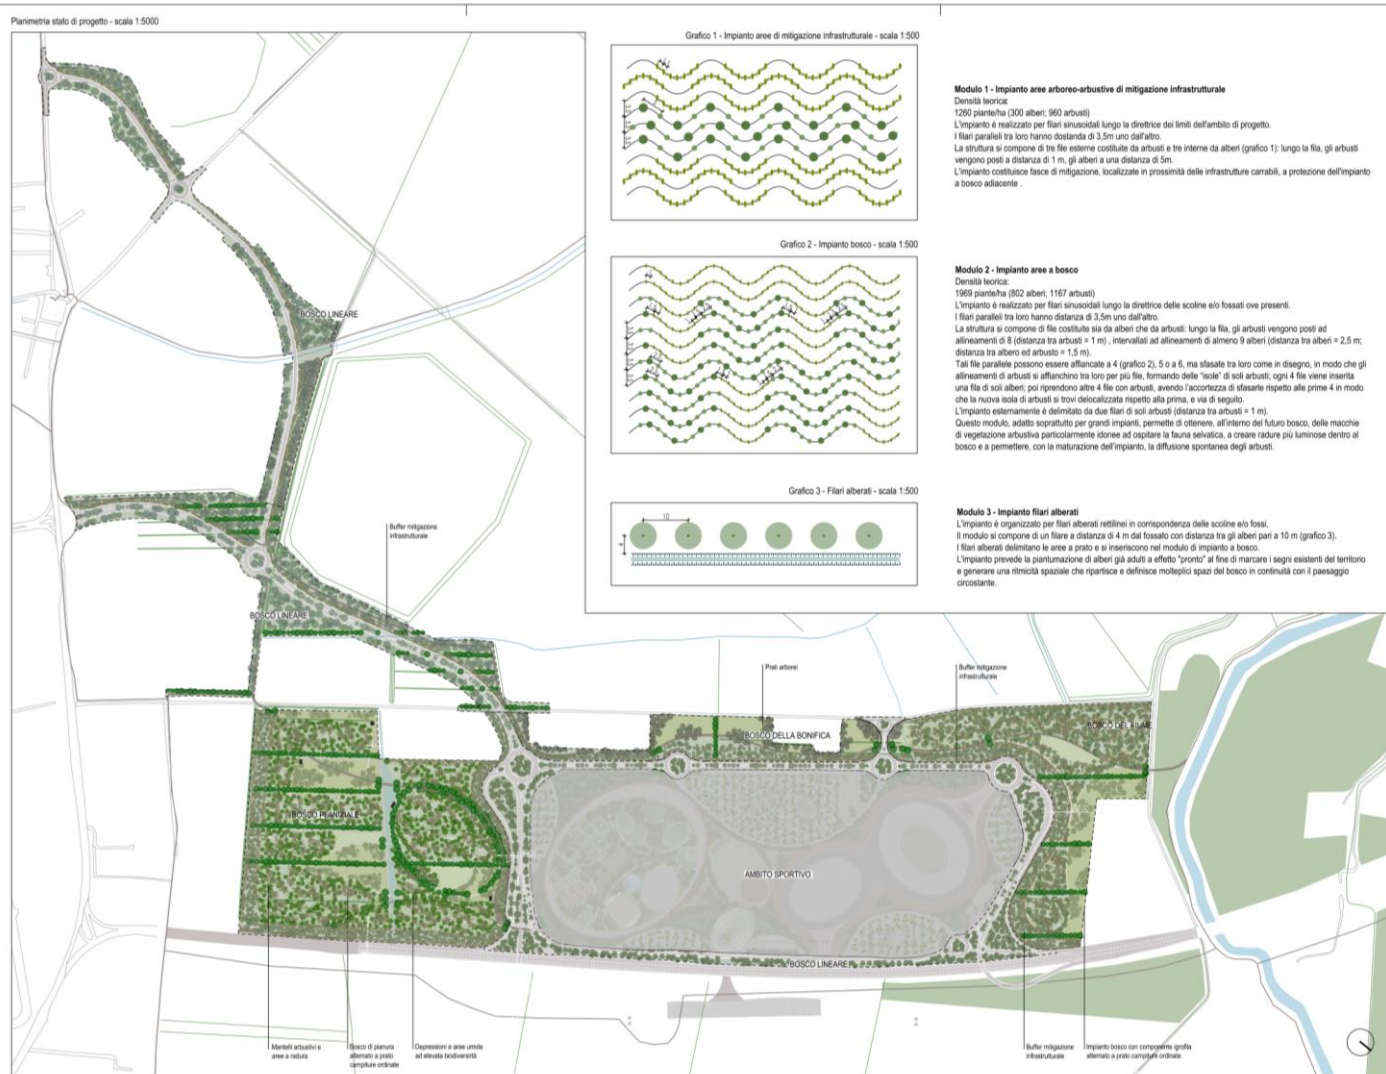 Planimetria stato di progetto - scala 1:5000
Grafico 1 - Impianto aree di mitigazione infrastrutturale - scala 1:500
Modulo 1 - Impianto aree arboreo-arbustive di mitigazione infrastrutturale
Densità teorica:
1260 piante/ha (300 alberi; 960 arbusti)
L'impianto è realizzato per filari sinusoidali lungo la direttrice dei limiti dell'ambito di progetto.
I filari paralleli tra loro hanno dostanda di 3,5m uno dall'altro.
La struttura si compone di tre file esterne costituite da arbusti e tre interne da alberi (grafico 1): lungo la fila, gli arbusti
vengono posti a distanza di 1 m, gli alberi a una distanza di 5m.
L'impianto costituisce fasce di mitigazione, localizzate in prossimità delle infrastrutture carrabili, a protezione dell'impianto
a bosco adiacente .
Grafico 2 - Impianto bosco - scala 1:500
Modulo 2 - Impianto aree a bosco
Densità teorica:
1969 piante/ha (802 alberi; 1167 arbusti)
L'impianto è realizzato per filari sinusoidali lungo la direttrice delle scoline e/o fossati ove presenti.
I filari paralleli tra loro hanno distanza di 3,5m uno dall'altro.
La struttura si compone di file costituite sia da alberi che da arbusti: lungo la fila, gli arbusti vengono posti ad
allineamenti di 8 (distanza tra arbusti = 1 m) , intervallati ad allineamenti di almeno 9 alberi (distanza tra alberi = 2,5 m;
distanza tra albero ed arbusto = 1,5 m).
Tali file parallele possono essere affiancate a 4 (grafico 2), 5 o a 6, ma sfasate tra loro come in disegno, in modo che gli
allineamenti di arbusti si affianchino tra loro per più file, formando delle "isole" di soli arbusti; ogni 4 file viene inserita
una fila di soli alberi; poi riprendono altre 4 file con arbusti, avendo l'accortezza di sfasarle rispetto alle prime 4 in modo
che la nuova isola di arbusti si trovi delocalizzata rispetto alla prima, e via di seguito.
L'impianto esternamente è delimitato da due filari di soli arbusti (distanza tra arbusti = 1 m).
Questo modulo, adatto soprattutto per grandi impianti, permette di ottenere, all'interno del futuro bosco, delle macchie
di vegetazione arbustiva particolarmente idonee ad ospitare la fauna selvatica, a creare radure più luminose dentro al
bosco e a permettere, con la maturazione dell'impianto, la diffusione spontanea degli arbusti.
Grafico 3 - Filari alberati - scala 1:500
10
4
Modulo 3 - Impianto filari alberati
L'impianto è organizzato per filari alberati rettilinei in corrispondenza delle scoline e/o fossi.
Il modulo si compone di un filare a distanza di 4 m dal fossato con distanza tra gli alberi pari a 10 m (grafico 3).
I filari alberati delimitano le aree a prato e si inseriscono nel modulo di impianto a bosco.
L'impianto prevede la piantumazione di alberi già adulti a effetto "pronto" al fine di marcare i segni esistenti del territorio
e generare una ritmicità spaziale che ripartisce e definisce molteplici spazi del bosco in continuità con il paesaggio
circostante.
BOSCO LINEARE
Buffer mitigazione
infrastrutturale
BOSCO LINEARE
Prati arborei
Buffer mitigazione
infrastrutturale
BOSCO DELLA BONIFICA
BOSCO DEL FIUME
BOSCO PLANIZIALE
AMBITO SPORTIVO
BOSCO LINEARE
Mantelli arbustivi e
aree a radura
Bosco di pianura
alternato a prato
campiture ordinate
Depressioni e aree umide
ad elevata biodiversità
Buffer mitigazione
infrastrutturale
Impianto bosco con componente igrofila
alternato a prato campiture ordinate